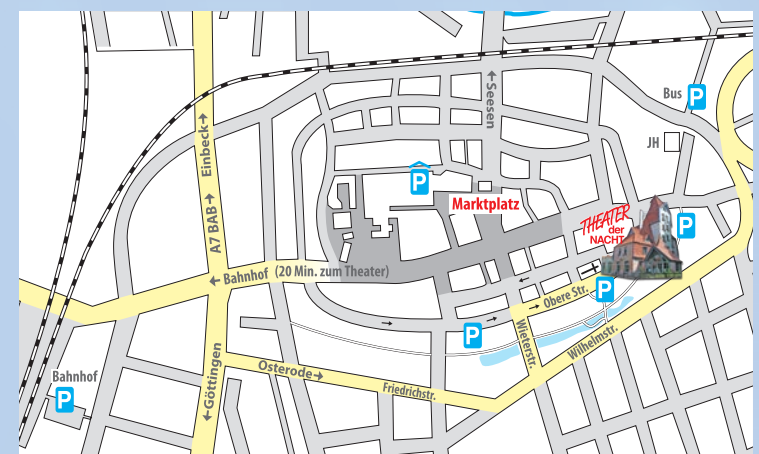 Einbeck→
←Seesen
Bus P
JH
P
Marktplatz
THEATER
der
NACHT
P
A7 BAB→
← Bahnhof (20 Min. zum Theater)
P
Obere Str.
P
Wieterstr.
Wilhelmstr.
Osterode→
Friedrichstr.
←Göttingen
Bahnhof
P